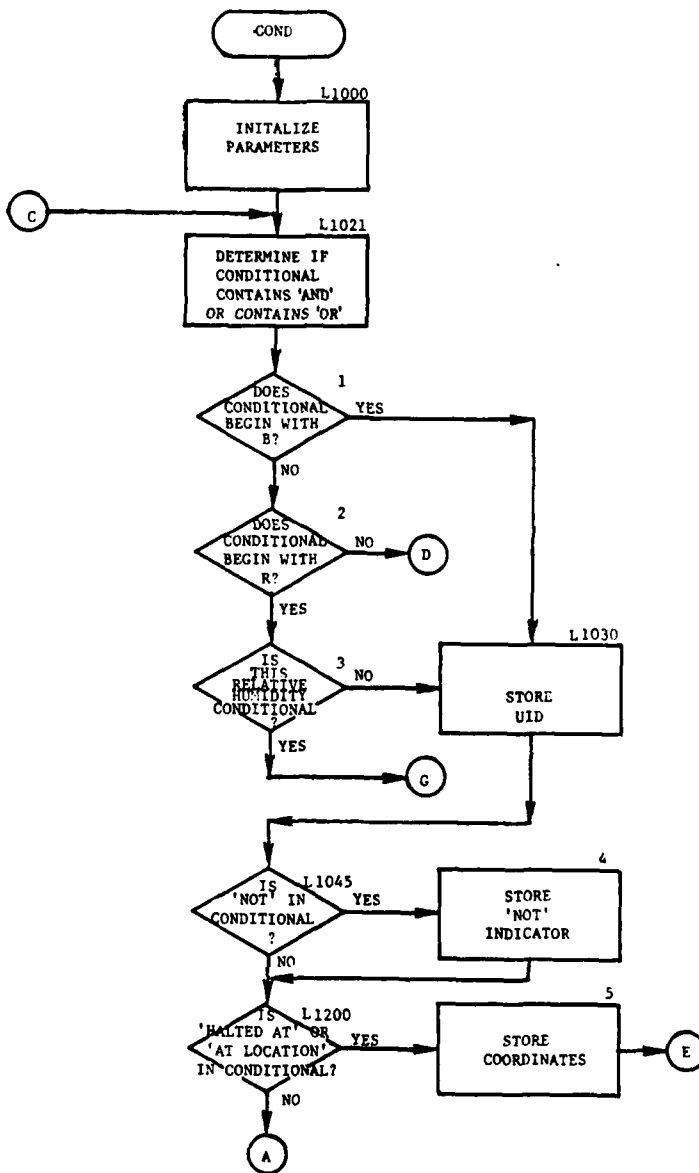 COND
L1000
INITALIZE
PARAMETERS
C
L1021
DETERMINE IF
CONDITIONAL
CONTAINS 'AND'
OR CONTAINS 'OR'
1
DOES
CONDITIONAL
BEGIN WITH
B?
YES
NO
2
DOES
CONDITIONAL
BEGIN WITH
R?
NO
D
YES
3
IS
THIS
RELATIVE
HUMIDITY
CONDITIONAL
?
NO
L1030
STORE
UID
YES
G
L1045
IS
'NOT' IN
CONDITIONAL
?
YES
4
STORE
'NOT'
INDICATOR
NO
L1200
IS
'HALTED AT' OR
'AT LOCATION'
IN CONDITIONAL?
YES
5
STORE
COORDINATES
E
NO
A